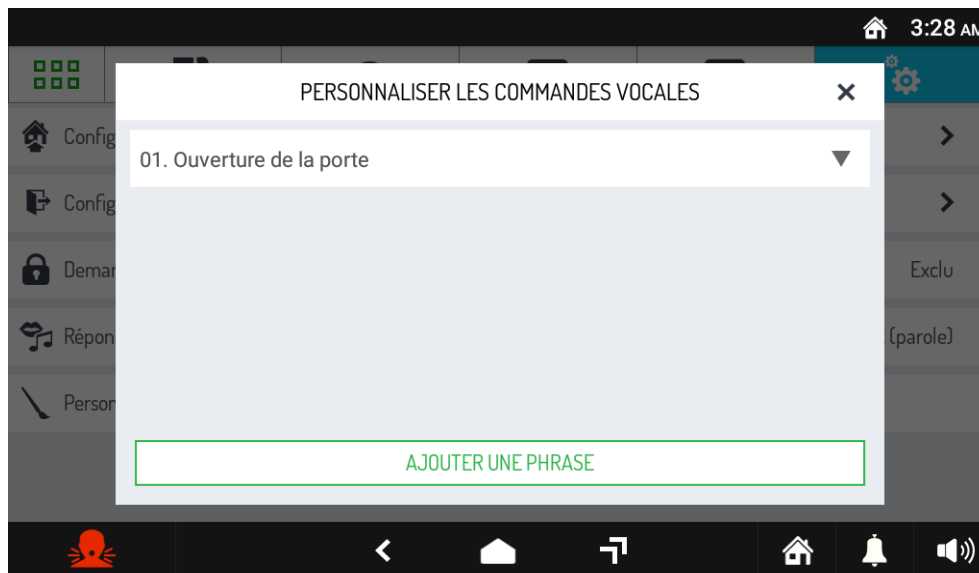 3:28 AM
PERSONNALISER LES COMMANDES VOCALES
01. Ouverture de la porte
Config
Config
Deman
Exclu
Répon
(parole)
Person
AJOUTER UNE PHRASE